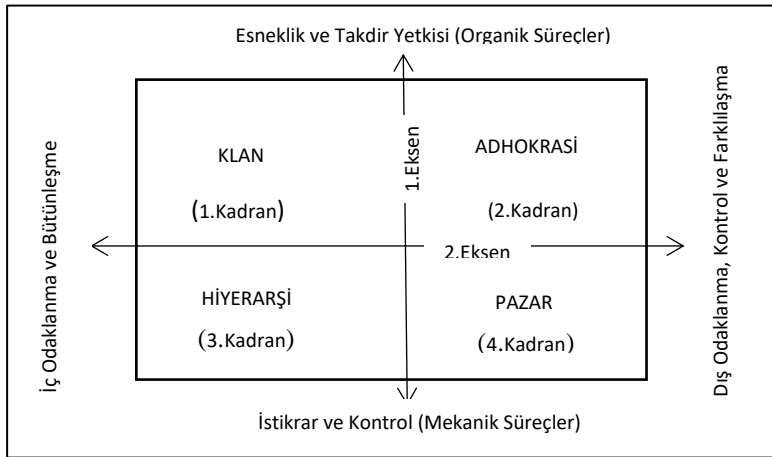 Esneklik ve Takdir Yetkisi (Organik Süreçler)
İç Odaklanma ve Bütünleşme
KLAN
(1.Kadran)
1.Eksen
ADHOKRASİ
(2.Kadran)
Dış Odaklanma, Kontrol ve Farklılaşma
2.Eksen
HİYERARŞİ
(3.Kadran)
PAZAR
(4.Kadran)
İstikrar ve Kontrol (Mekanik Süreçler)